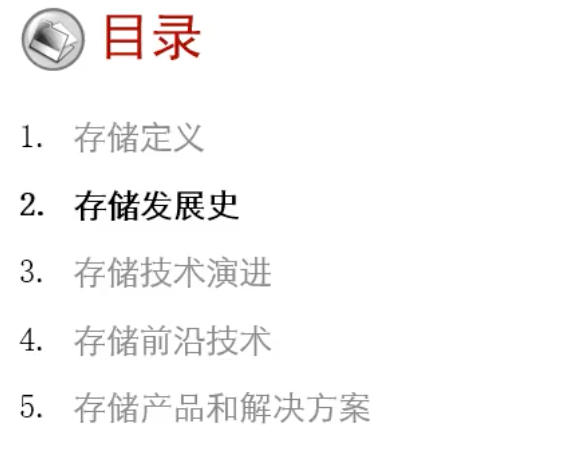 目录
1. 存储定义
2. 存储发展史
3. 存储技术演进
4. 存储前沿技术
5. 存储产品和解决方案